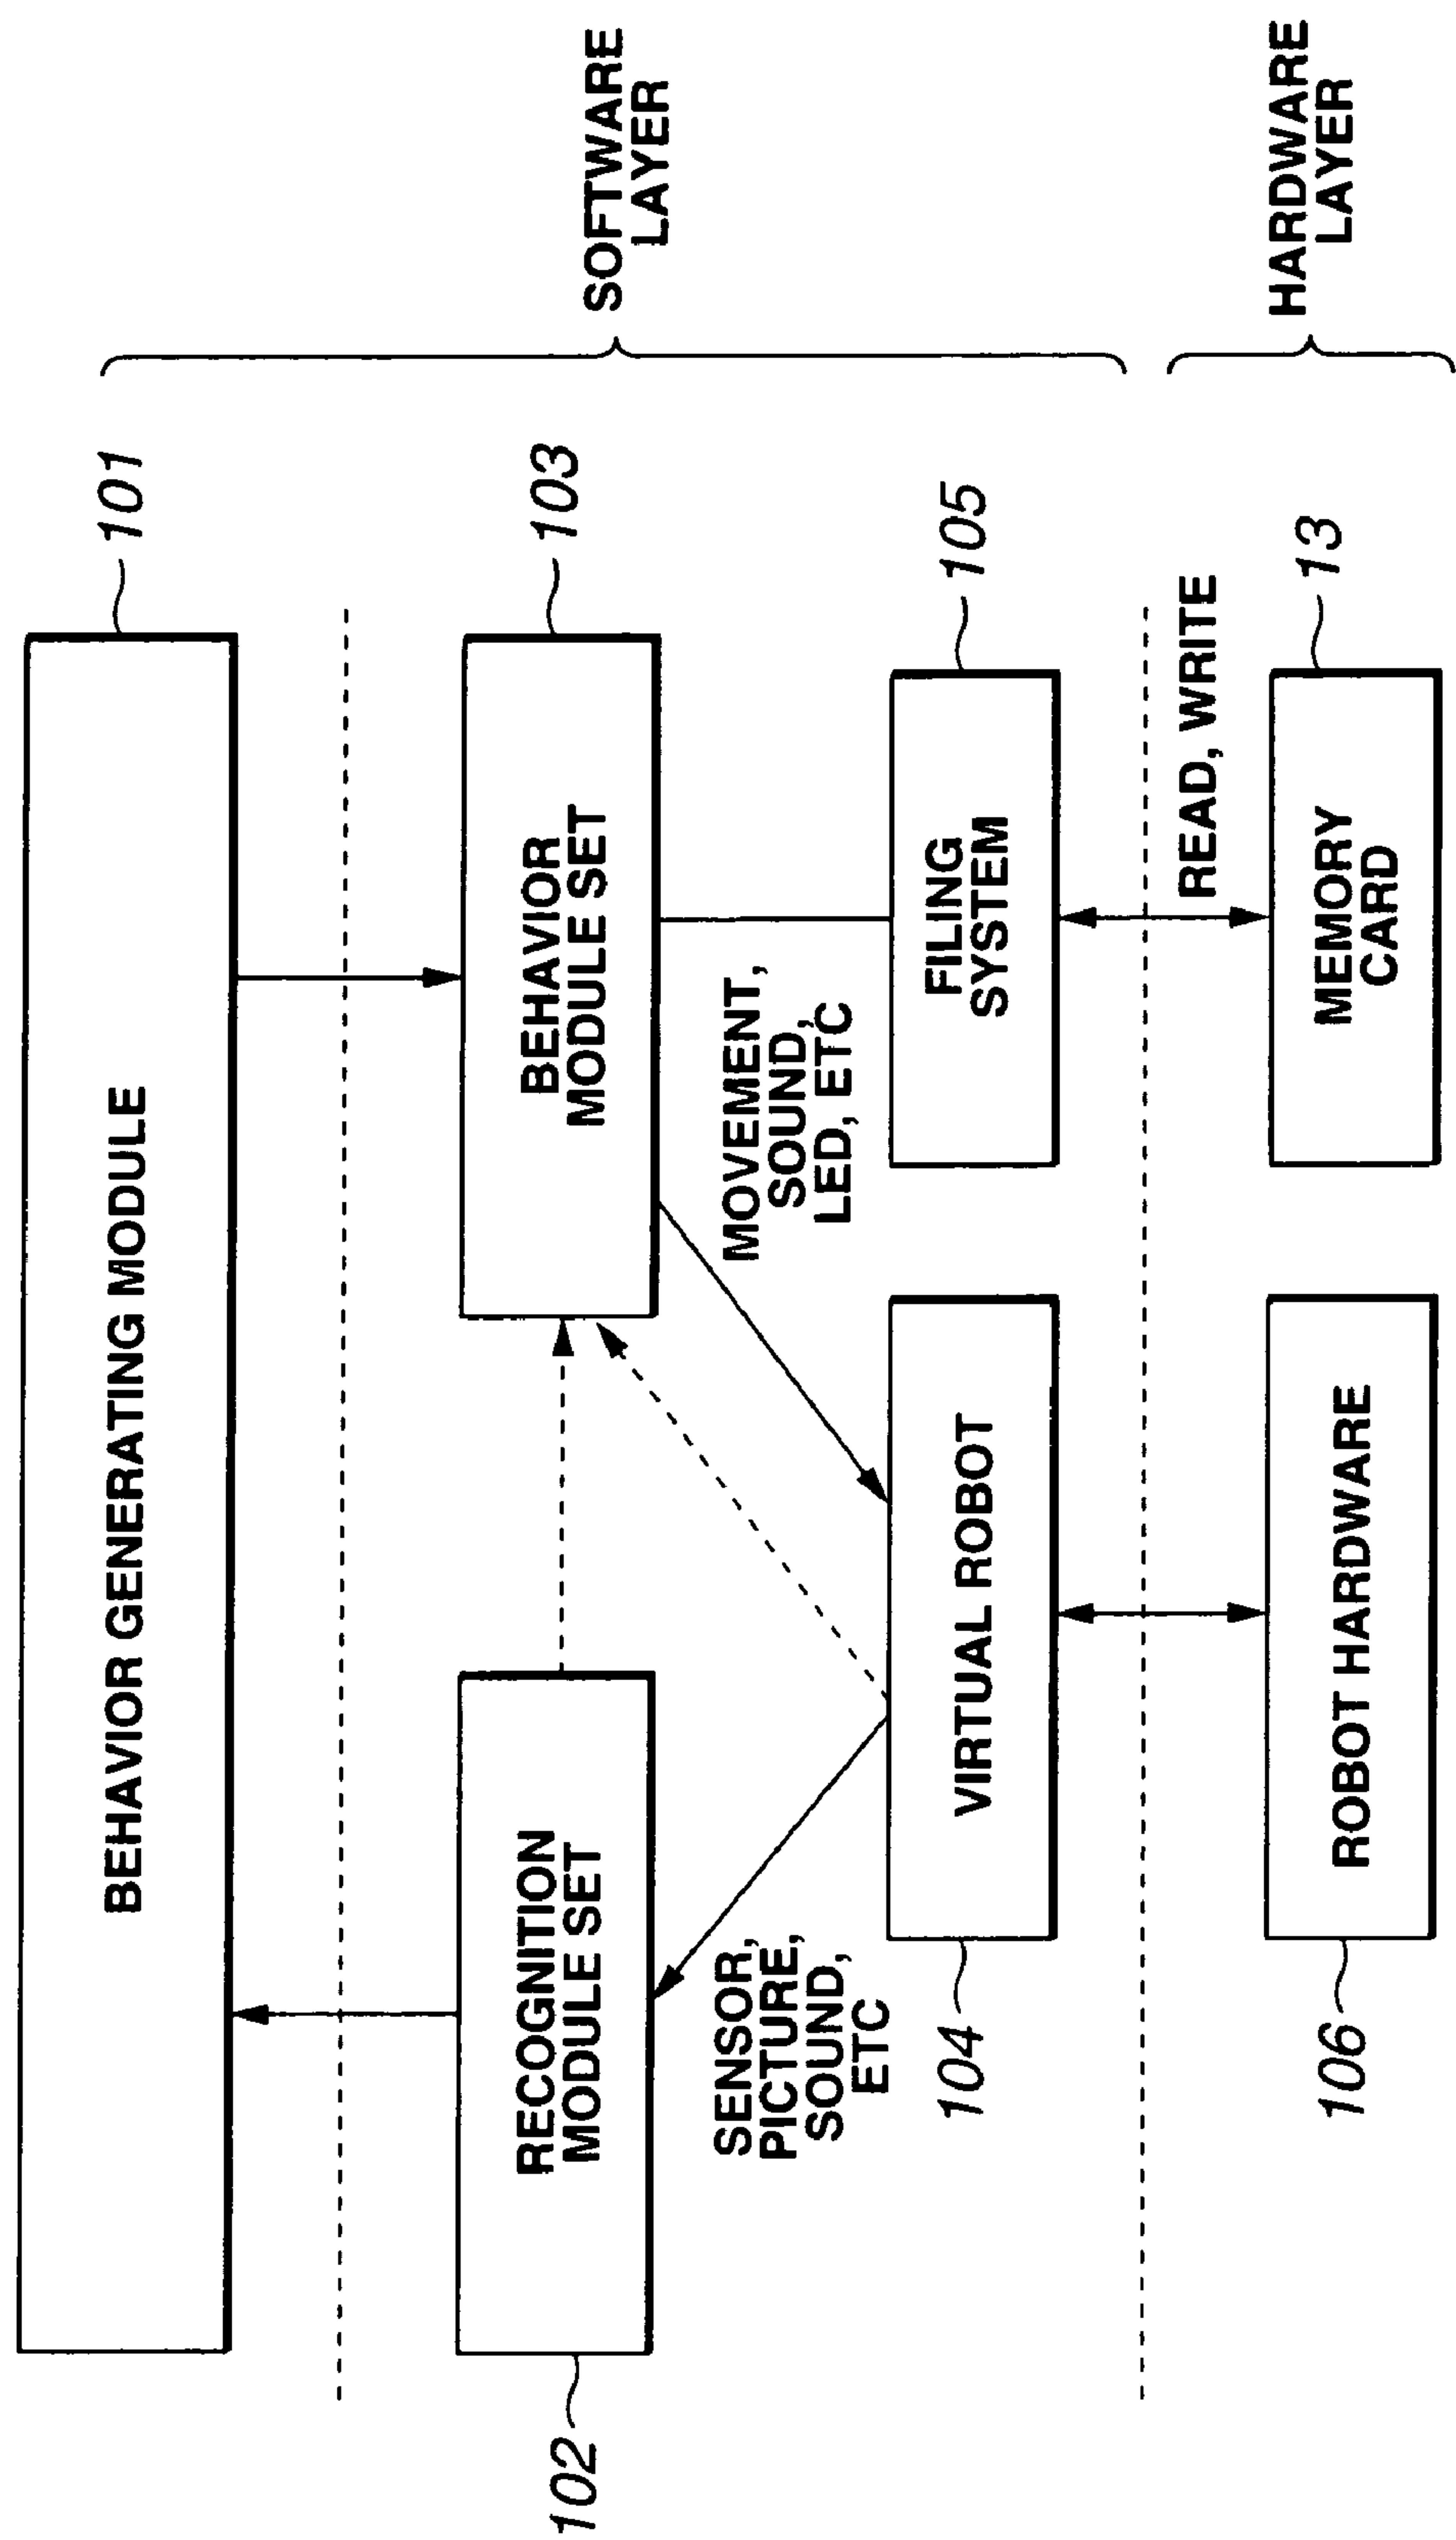 BEHAVIOR GENERATING MODULE
101
102
RECOGNITION
MODULE SET
BEHAVIOR
MODULE SET
103
SOFTWARE
LAYER
SENSOR,
PICTURE,
SOUND,
ETC
MOVEMENT,
SOUND,
LED, ETC
104
VIRTUAL ROBOT
FILING
SYSTEM
105
READ, WRITE
106
ROBOT HARDWARE
MEMORY
CARD
13
HARDWARE
LAYER